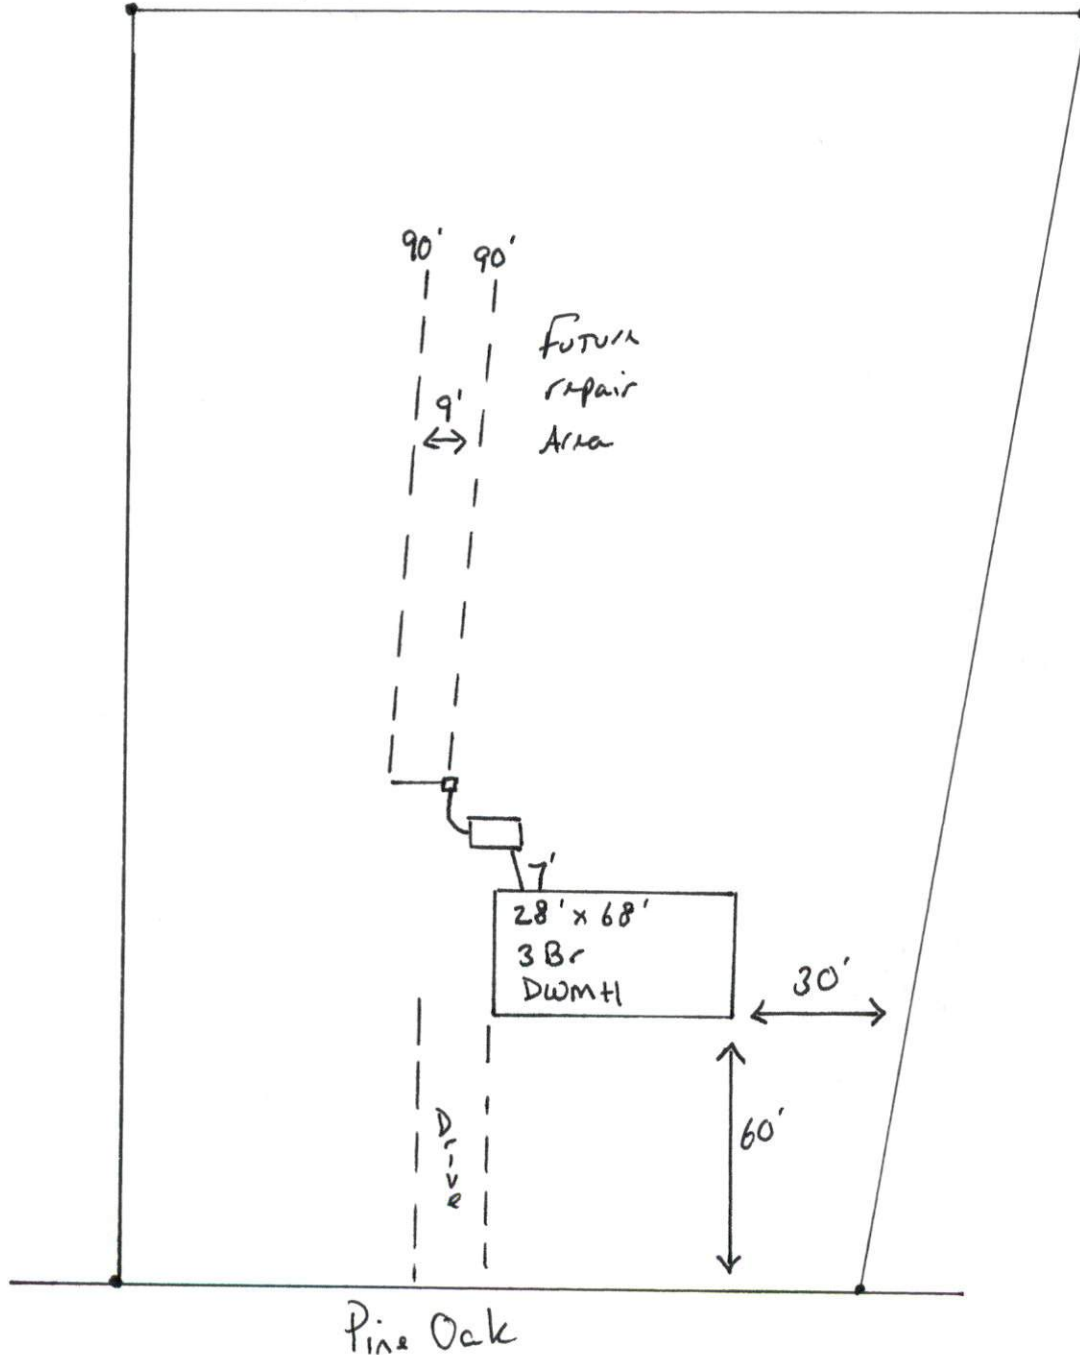 90' 90'
Future
repair
Area
9'
7'
28' x 68'
3 Br
DWMH
30'
60'
Drive
Pine Oak